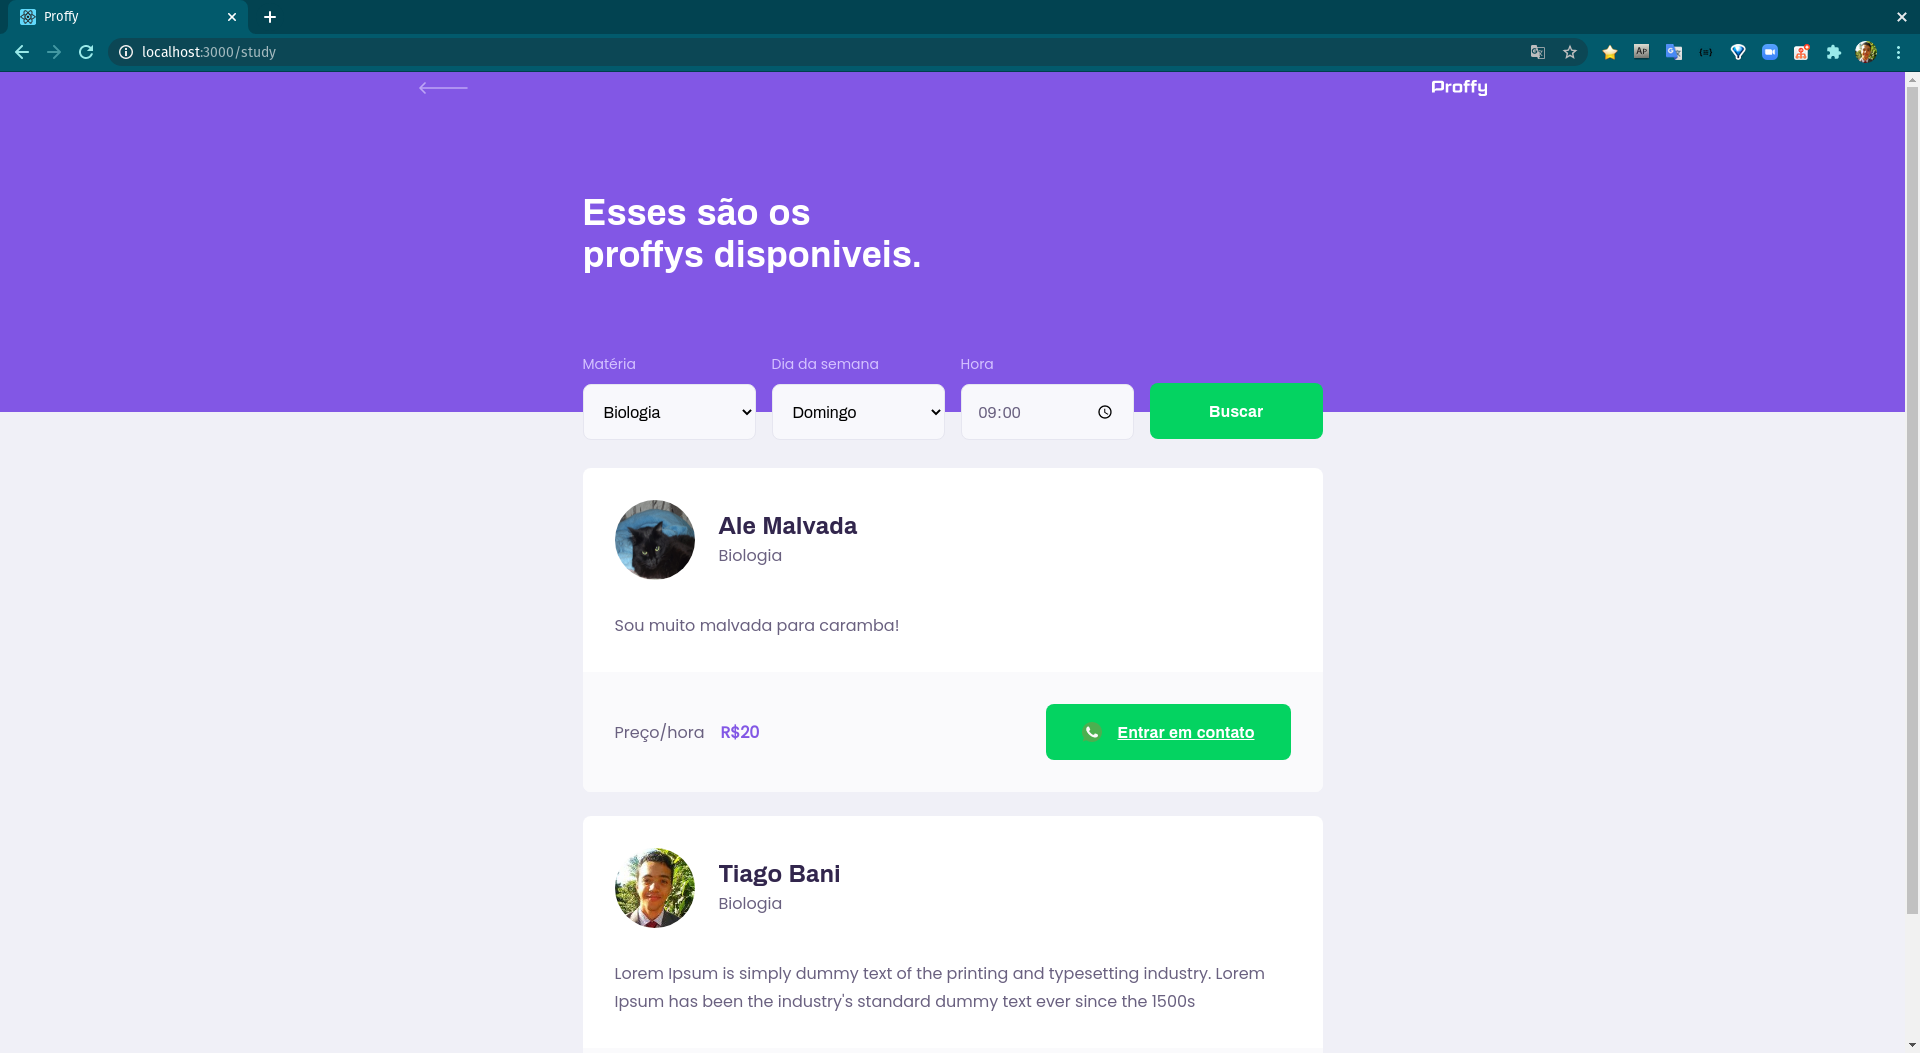 Proffy
localhost:3000/study
Proffy
Esses são os
proffys disponiveis.
Matéria
Dia da semana
Hora
Biologia
Domingo
09:00
Buscar
Ale Malvada
Biologia
Sou muito malvada para caramba!
Preço/hora R$20
Entrar em contato
Tiago Bani
Biologia
Lorem Ipsum is simply dummy text of the printing and typesetting industry. Lorem
Ipsum has been the industry's standard dummy text ever since the 1500s